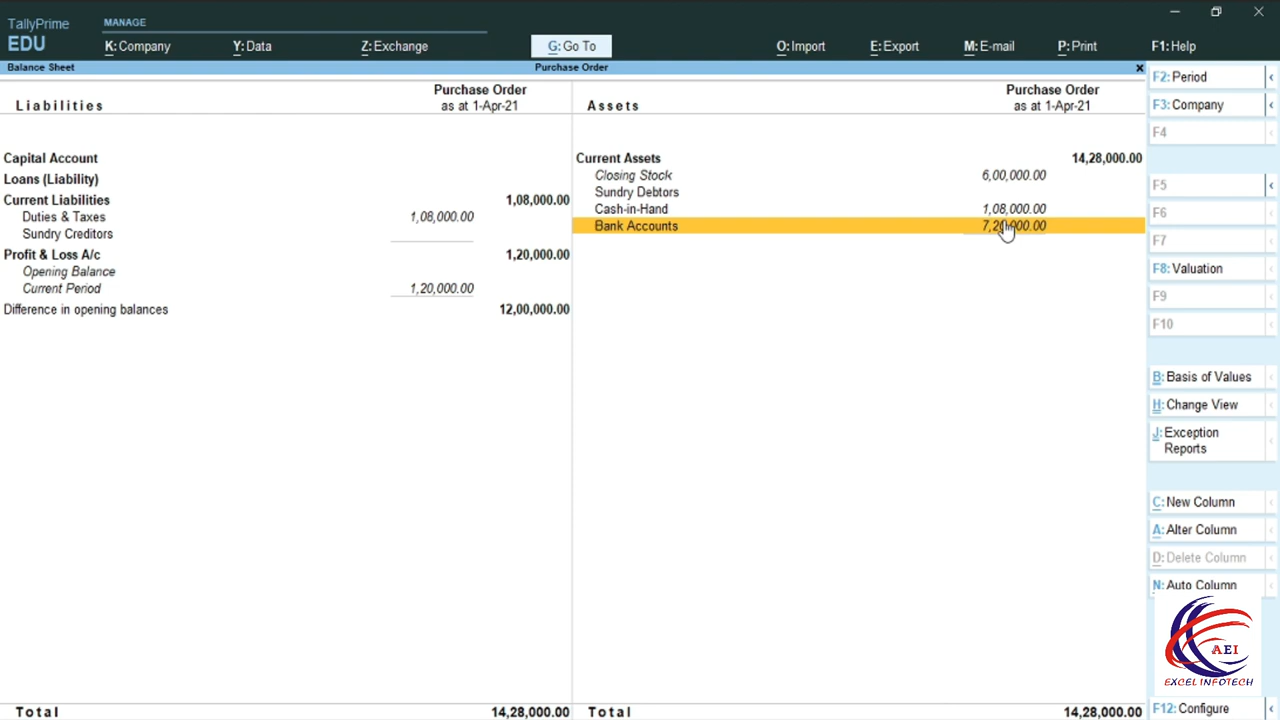 TallyPrime
EDU
MANAGE
K: Company
Y: Data
Z: Exchange
G: Go To
O: Import
E: Export
M: E-mail
P: Print
F1: Help
Balance Sheet
Purchase Order
x
Liabilities
Purchase Order
as at 1-Apr-21
Capital Account
Loans (Liability)
Current Liabilities 1,08,000.00
Duties & Taxes 1,08,000.00
Sundry Creditors
Profit & Loss A/c 1,20,000.00
Opening Balance
Current Period 1,20,000.00
Difference in opening balances 12,00,000.00
Total 14,28,000.00
Assets
Purchase Order
as at 1-Apr-21
Current Assets 14,28,000.00
Closing Stock 6,00,000.00
Sundry Debtors
Cash-in-Hand 1,08,000.00
Bank Accounts 7,20,000.00
Total 14,28,000.00
F2: Period
F3: Company
F4
F5
F6
F7
F8: Valuation
F9
F10
B: Basis of Values
H: Change View
J: Exception
Reports
C: New Column
A: Alter Column
D: Delete Column
N: Auto Column
AEI
EXCEL INFOTECH
F12: Configure